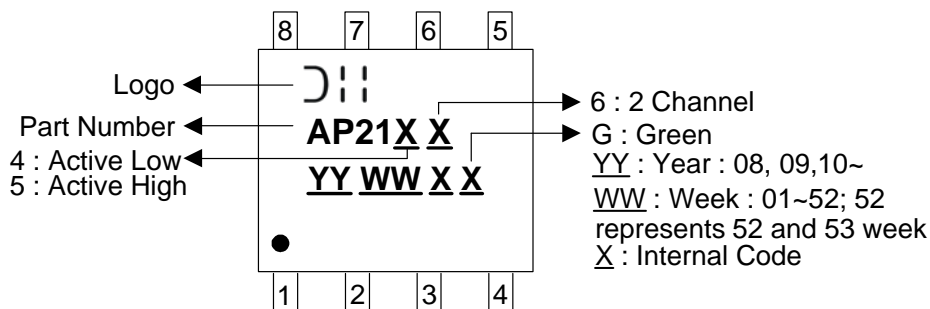 8 7 6 5
Logo
Part Number
4 : Active Low
5 : Active High
AP21X X
YY WW X X
6 : 2 Channel
G : Green
YY : Year : 08, 09,10~
WW : Week : 01~52; 52
represents 52 and 53 week
X : Internal Code
1 2 3 4